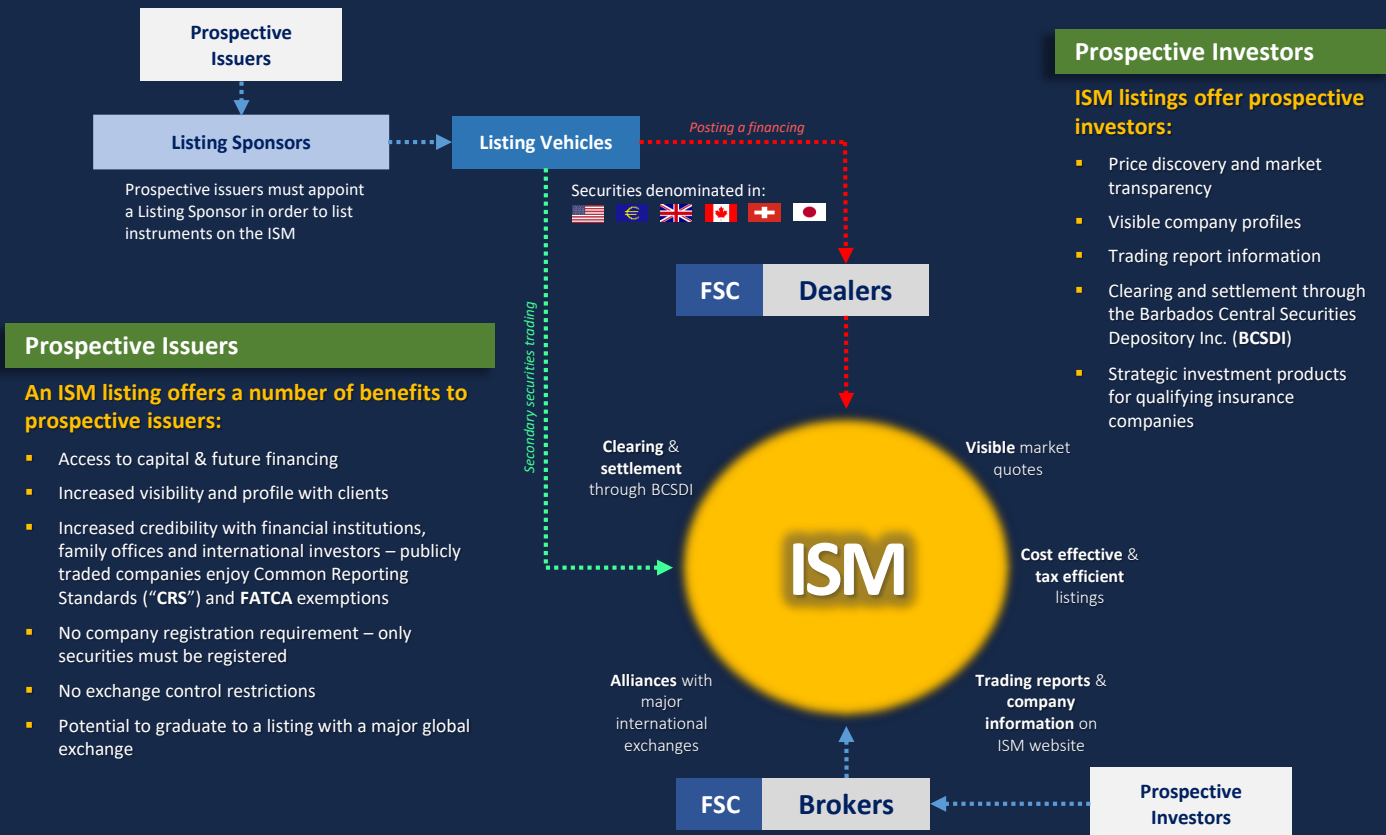 Prospective
Issuers
Listing Sponsors
Prospective issuers must appoint
a Listing Sponsor in order to list
instruments on the ISM
Listing Vehicles
Posting a financing
Securities denominated in:
Secondary securities trading
FSC
Dealers
Prospective Investors
ISM listings offer prospective
investors:
▪ Price discovery and market
transparency
▪ Visible company profiles
▪ Trading report information
▪ Clearing and settlement through
the Barbados Central Securities
Depository Inc. (BCSDI)
▪ Strategic investment products
for qualifying insurance
companies
Prospective Issuers
An ISM listing offers a number of benefits to
prospective issuers:
▪ Access to capital & future financing
▪ Increased visibility and profile with clients
▪ Increased credibility with financial institutions,
family offices and international investors – publicly
traded companies enjoy Common Reporting
Standards (“CRS”) and FATCA exemptions
▪ No company registration requirement – only
securities must be registered
▪ No exchange control restrictions
▪ Potential to graduate to a listing with a major global
exchange
Clearing &
settlement
through BCSDI
Visible market
quotes
ISM
Cost effective &
tax efficient
listings
Alliances with
major
international
exchanges
Trading reports &
company
information on
ISM website
FSC
Brokers
Prospective
Investors